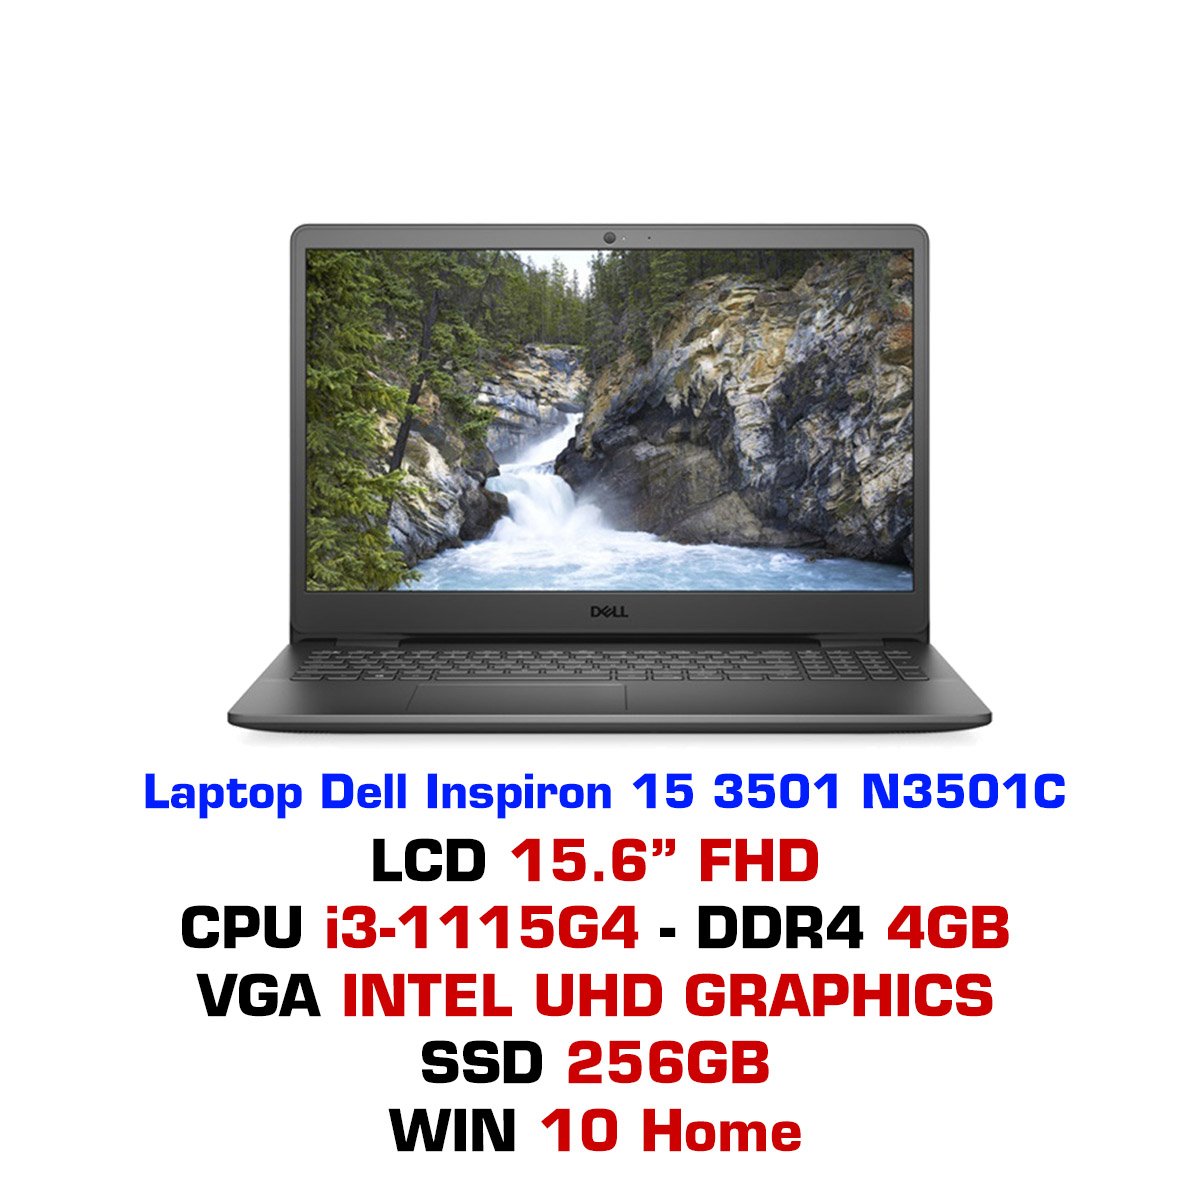 DELL
Laptop Dell Inspiron 15 3501 N3501C
LCD 15.6” FHD
CPU i3-1115G4 - DDR4 4GB
VGA INTEL UHD GRAPHICS
SSD 256GB
WIN 10 Home